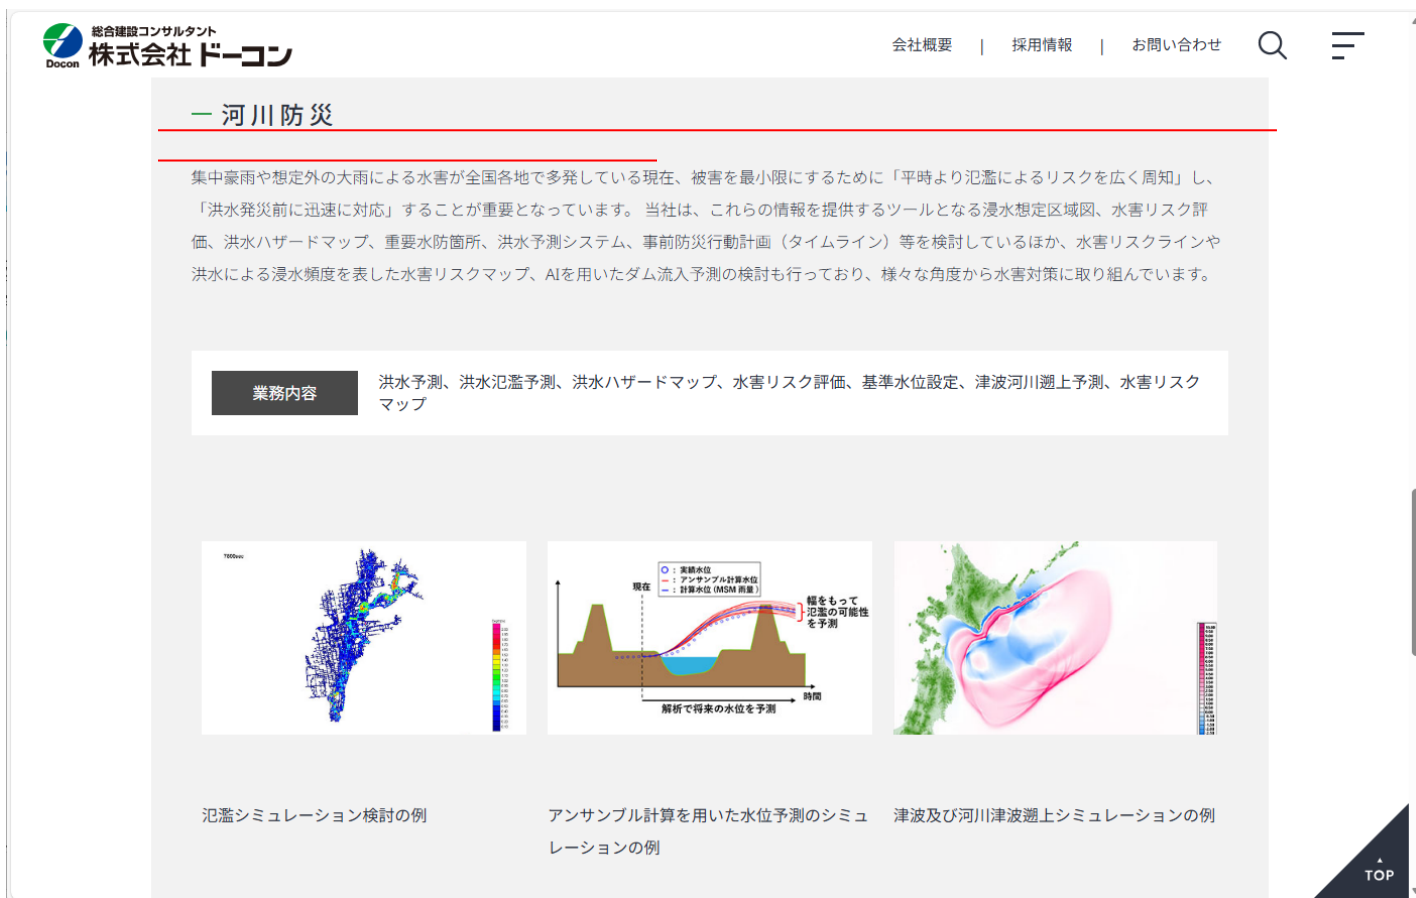 総合建設コンサルタント
株式会社 ドーコン
Docon
会社概要 | 採用情報 | お問い合わせ
河川防災
集中豪雨や想定外の大雨による水害が全国各地で多発している現在、被害を最小限にするために「平時より氾濫によるリスクを広く周知」し、
「洪水発災前に迅速に対応」することが重要となっています。 当社は、これらの情報を提供するツールとなる浸水想定区域図、水害リスク評
価、洪水ハザードマップ、重要水防箇所、洪水予測システム、事前防災行動計画（タイムライン）等を検討しているほか、水害リスクラインや
洪水による浸水頻度を表した水害リスクマップ、AIを用いたダム流入予測の検討も行っており、様々な角度から水害対策に取り組んでいます。
業務内容
洪水予測、洪水氾濫予測、洪水ハザードマップ、水害リスク評価、基準水位設定、津波河川遡上予測、水害リスク
マップ
現在
：実績水位
：アンサンブル計算水位
：計算水位（MSM 雨量）
幅をもって
氾濫の可能性
を予測
時間
解析で将来の水位を予測
氾濫シミュレーション検討の例
アンサンブル計算を用いた水位予測のシミュ
レーションの例
津波及び河川津波遡上シミュレーションの例
TOP